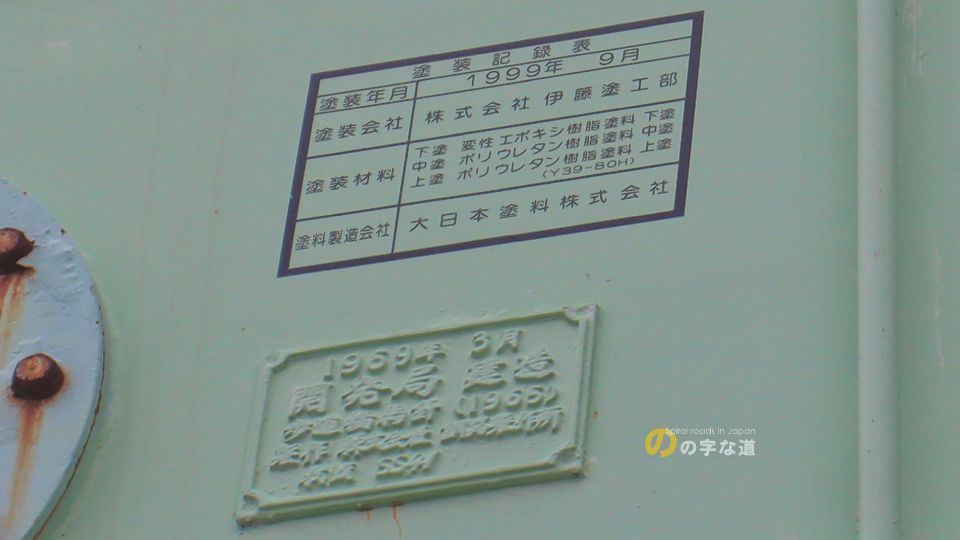 塗装記録表
塗装年月 1999年 9月
塗装会社 株式会社 伊藤塗工部
塗装材料 下塗 変性エポキシ樹脂塗料 下塗
中塗 ポリウレタン樹脂塗料 中塗
上塗 ポリウレタン樹脂塗料 上塗
(Y39-80H)
塗料製造会社 大日本塗料株式会社
1969年 3月
開発局 建造
(1965)
製作
材質 SS41
Spiral roads in Japan
のの字な道